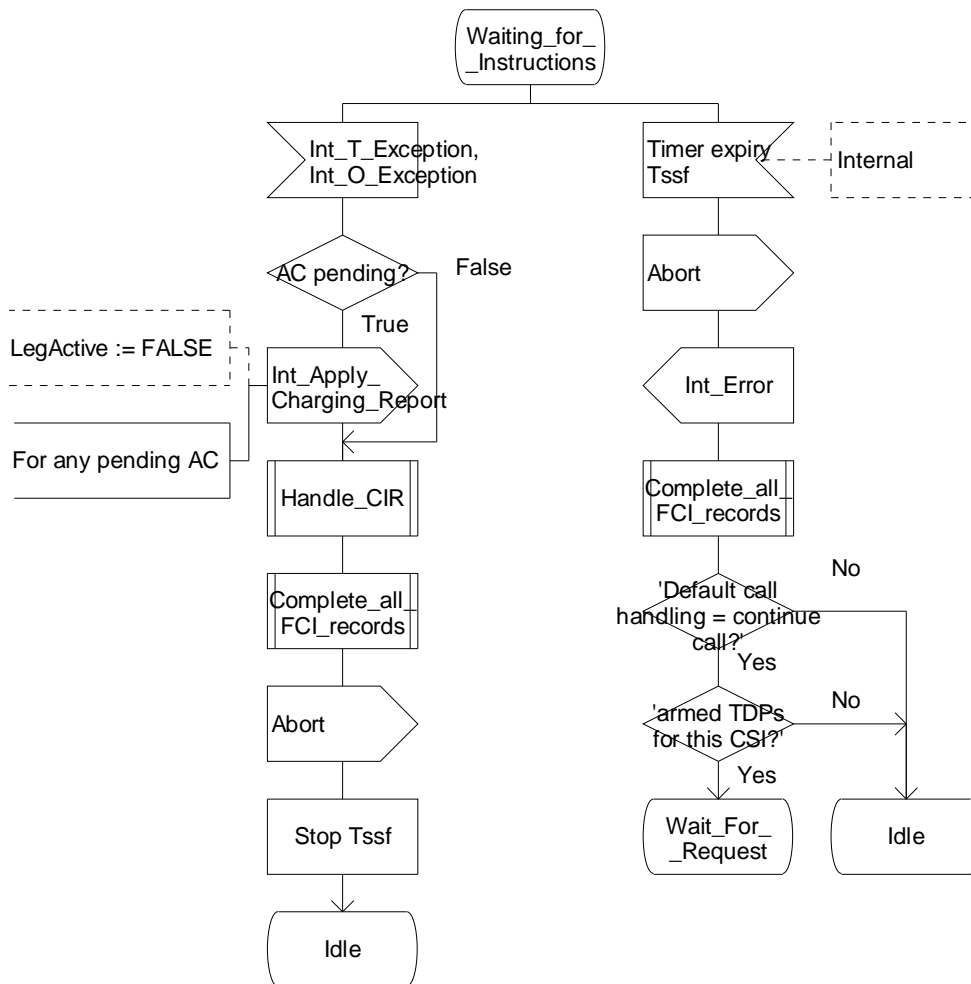 Waiting_for_
_Instructions
Int_T_Exception,
Int_O_Exception
Timer expiry
Tssf
Internal
AC pending?
False
True
Abort
LegActive := FALSE
Int_Apply_
Charging_Report
Int_Error
For any pending AC
Handle_CIR
Complete_all_
FCI_records
Complete_all_
FCI_records
'Default call
handling = continue
call?'
No
Yes
Abort
'armed TDPs
for this CSI?'
No
Yes
Stop Tssf
Wait_For_
_Request
Idle
Idle